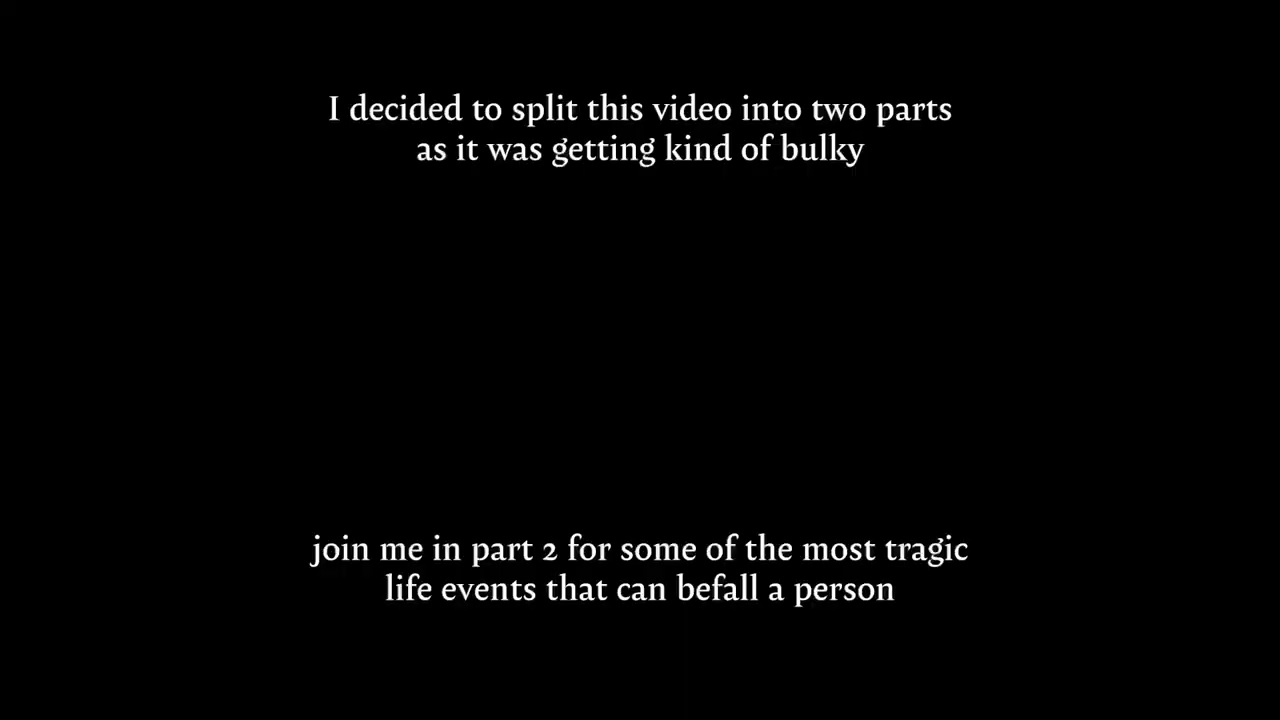 I decided to split this video into two parts
as it was getting kind of bulky
join me in part 2 for some of the most tragic
life events that can befall a person